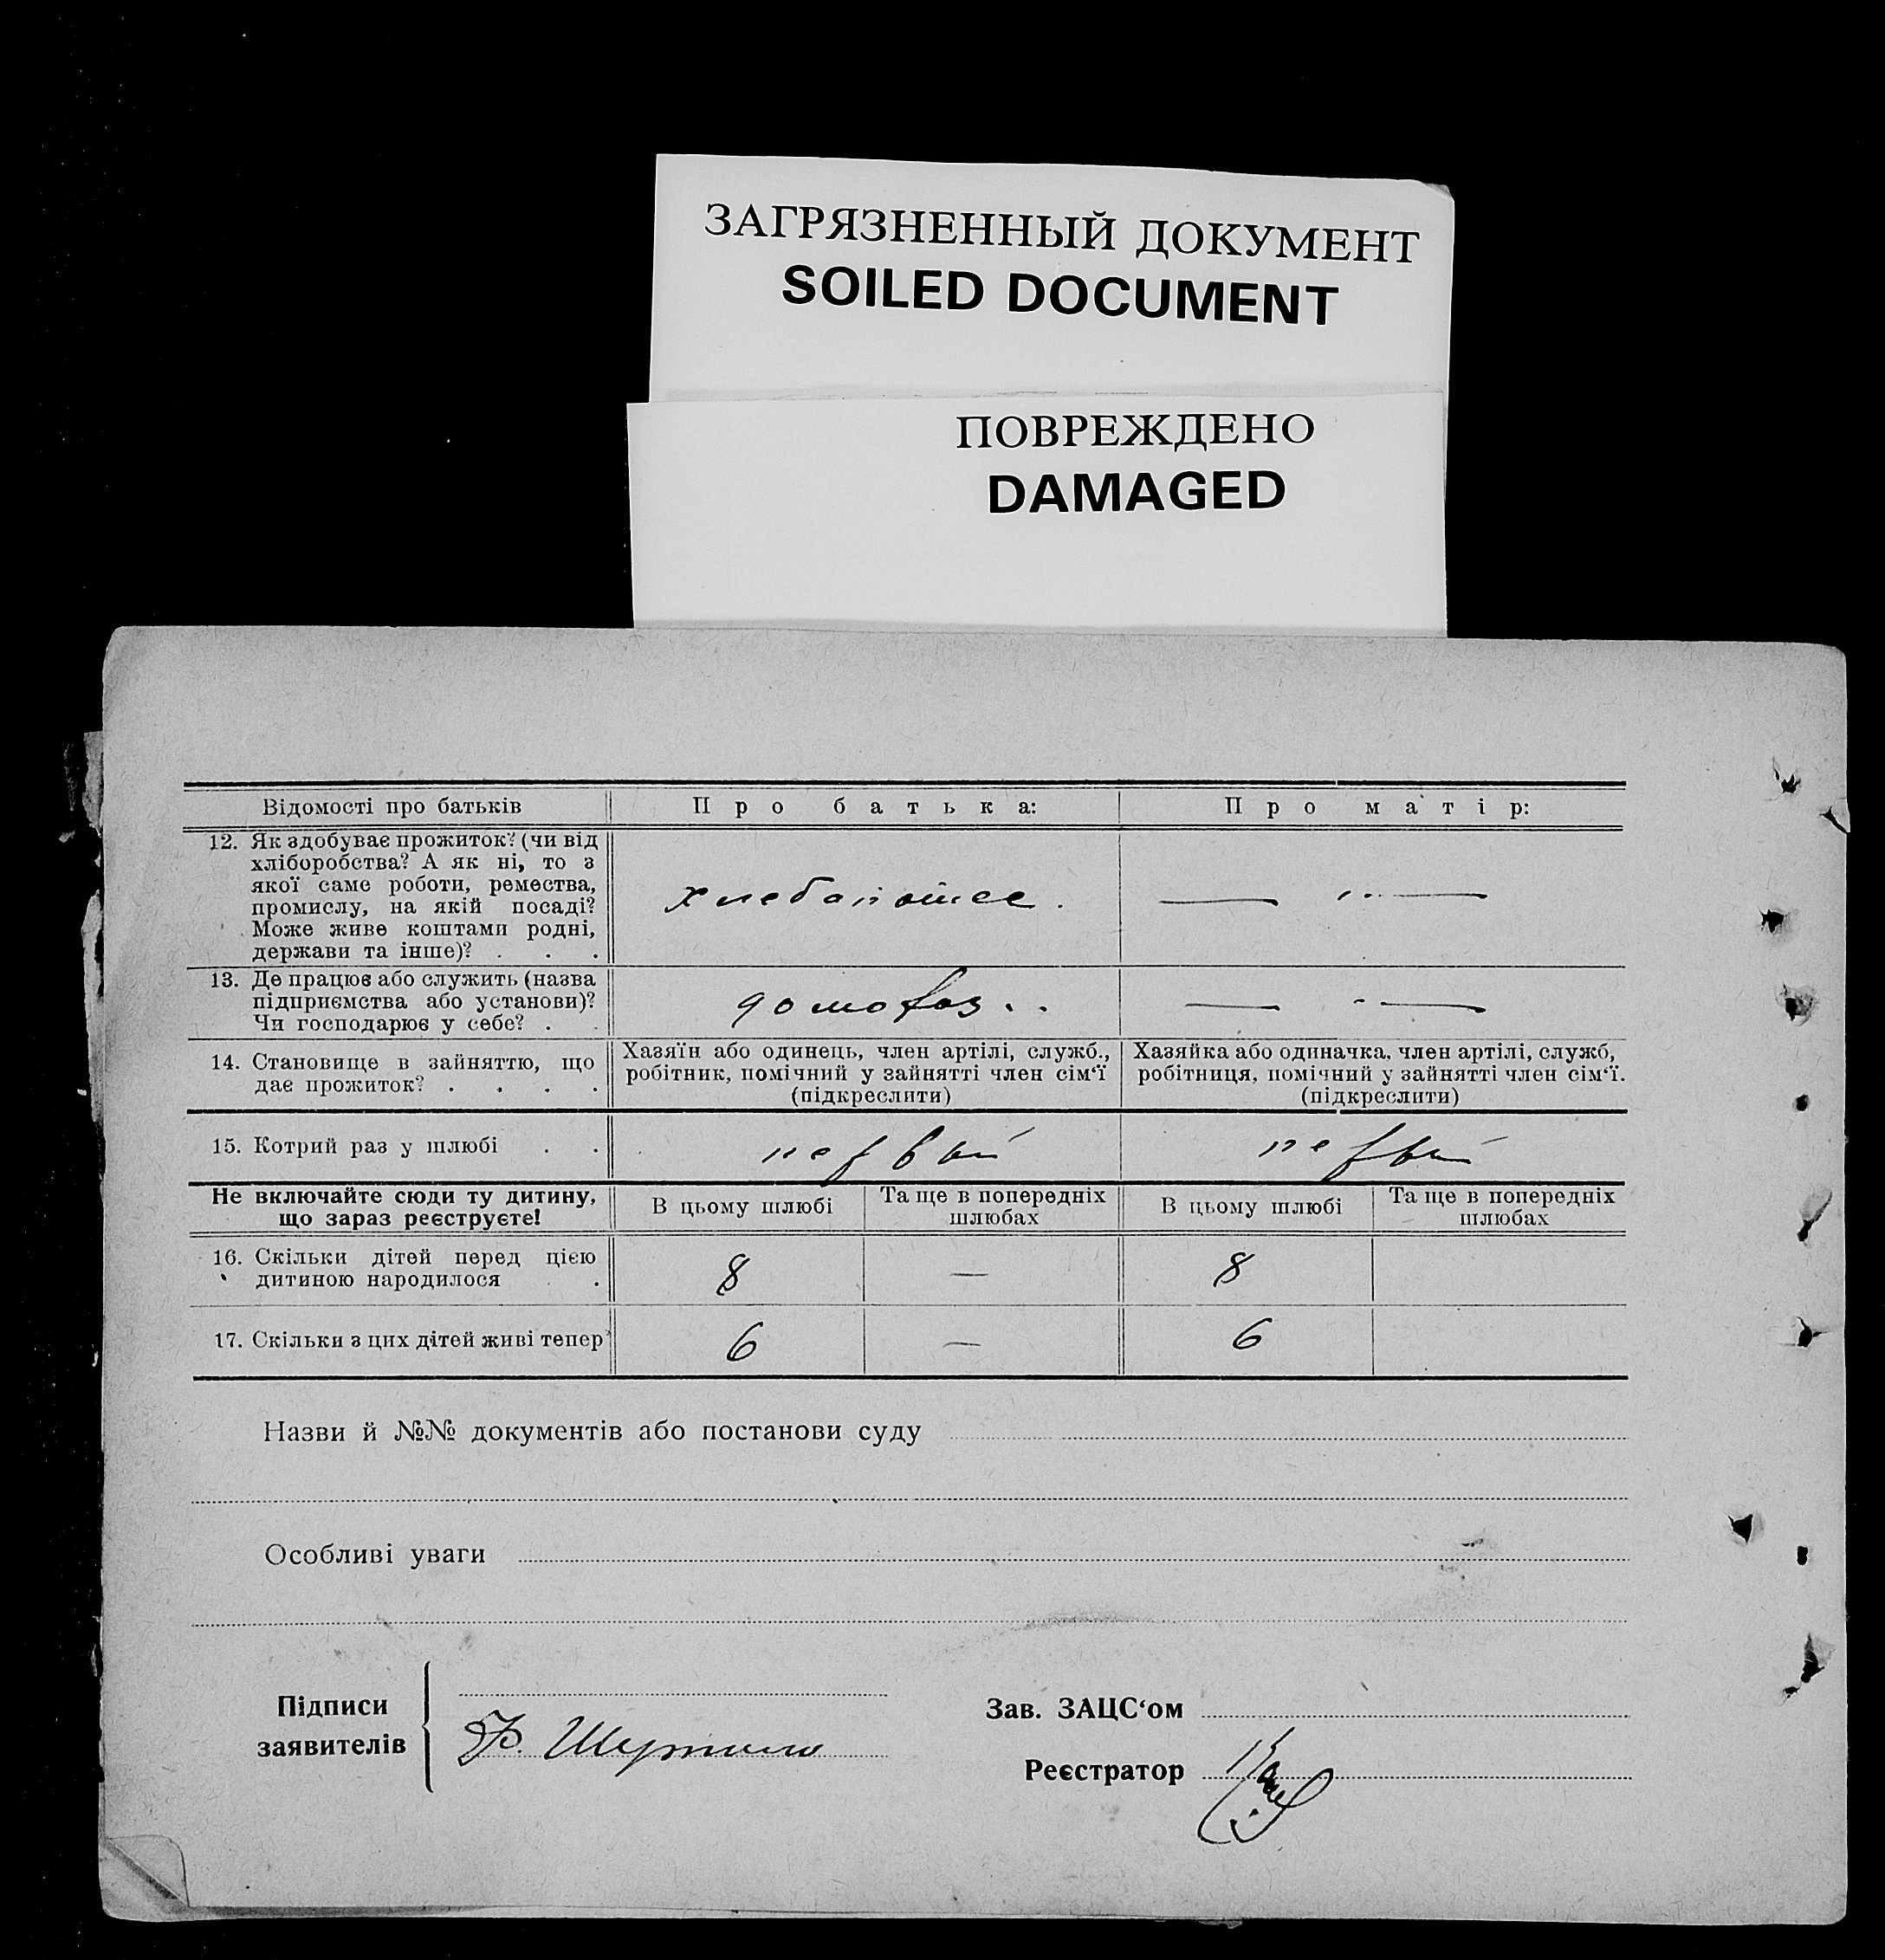 ЗАГРЯЗНЕННЫЙ ДОКУМЕНТ
SOILED DOCUMENT
ПОВРЕЖДЕНО
DAMAGED
Відомості про батьків
Про батька:
Про матір:
12. Як здобуває прожиток? (чи від
хліборобства? А як ні, то з
якої саме роботи, ремества,
промислу, на якій посаді?
Може живе коштами родні,
держави та інше)? . . .
хлебопашес.
— " —
13. Де працює або служить (назва
підприємства або установи)?
Чи господарює у себе? . .
домохоз..
— " —
14. Становище в зайняттю, що
дає прожиток? . . . .
Хазяїн або одинець, член артілі, служб.,
робітник, помічний у зайнятті член сім‘ї
(підкреслити)
Хазяйка або одиначка, член артілі, служб,
робітниця, помічний у зайнятті член сім‘ї.
(підкреслити)
15. Котрий раз у шлюбі . .
первый
первый
Не включайте сюди ту дитину,
що зараз реєструєте!
В цьому шлюбі
Та ще в попередніх
шлюбах
В цьому шлюбі
Та ще в попередніх
шлюбах
16. Скільки дітей перед цією
дитиною народилося .
8
—
8
17. Скільки з цих дітей живі тепер
6
—
6
Назви й №№ документів або постанови суду
Особливі уваги
Підписи
заявителів
Зав. ЗАЦС‘ом
Реєстратор